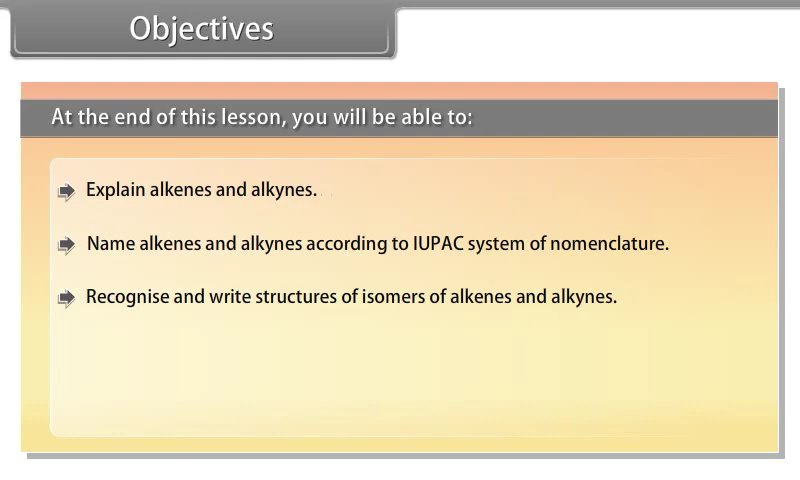 Objectives
At the end of this lesson, you will be able to:
Explain alkenes and alkynes.
Name alkenes and alkynes according to IUPAC system of nomenclature.
Recognise and write structures of isomers of alkenes and alkynes.